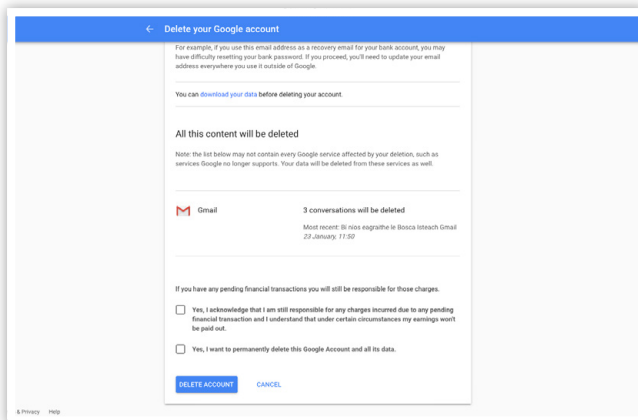 ← Delete your Google account
For example, if you use this email address as a recovery email for your bank account, you may
have difficulty resetting your bank password. If you proceed, you'll need to update your email
address everywhere you use it outside of Google.
You can download your data before deleting your account.
All this content will be deleted
Note: the list below may not contain every Google service affected by your deletion, such as
services Google no longer supports. Your data will be deleted from these services as well.
Gmail
3 conversations will be deleted
Most recent: Bí níos eagraithe le Bosca Isteach Gmail
23 January, 11:50
If you have any pending financial transactions you will still be responsible for those charges.
Yes, I acknowledge that I am still responsible for any charges incurred due to any pending
financial transaction and I understand that under certain circumstances my earnings won't
be paid out.
Yes, I want to permanently delete this Google Account and all its data.
DELETE ACCOUNT CANCEL
& Privacy Help